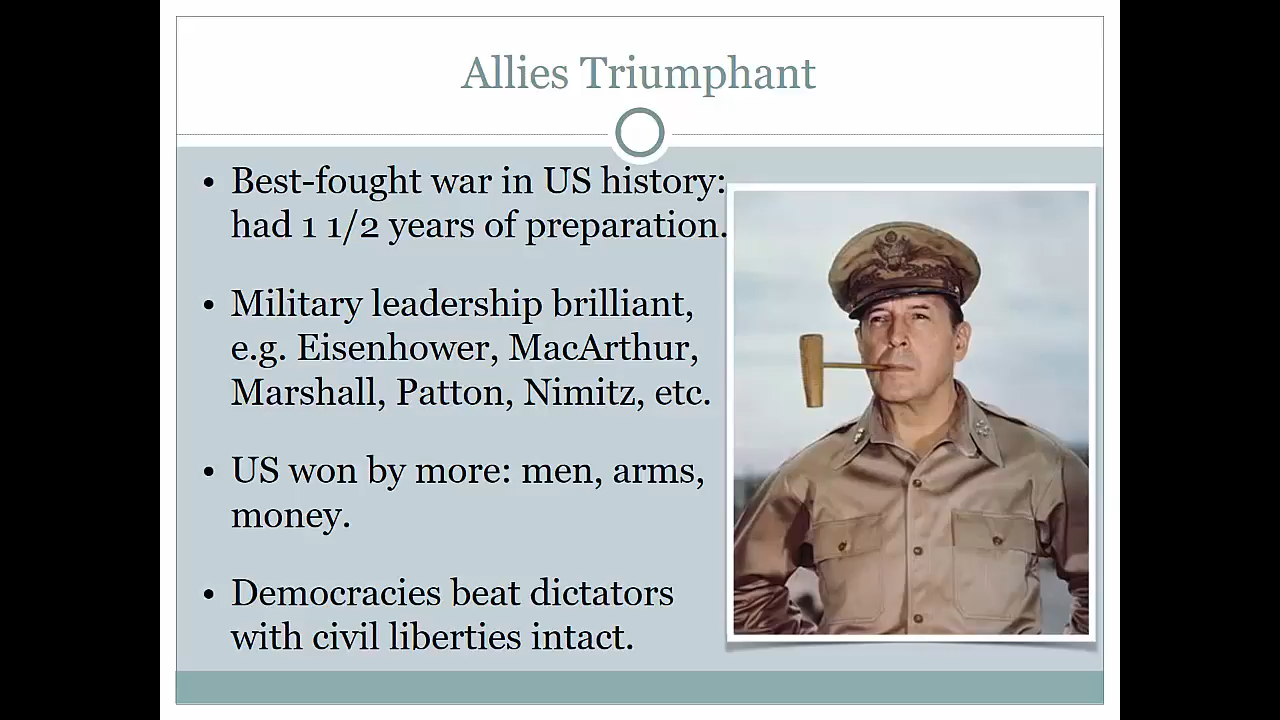 Allies Triumphant
• Best-fought war in US history:
had 1 1/2 years of preparation.
• Military leadership brilliant,
e.g. Eisenhower, MacArthur,
Marshall, Patton, Nimitz, etc.
• US won by more: men, arms,
money.
• Democracies beat dictators
with civil liberties intact.